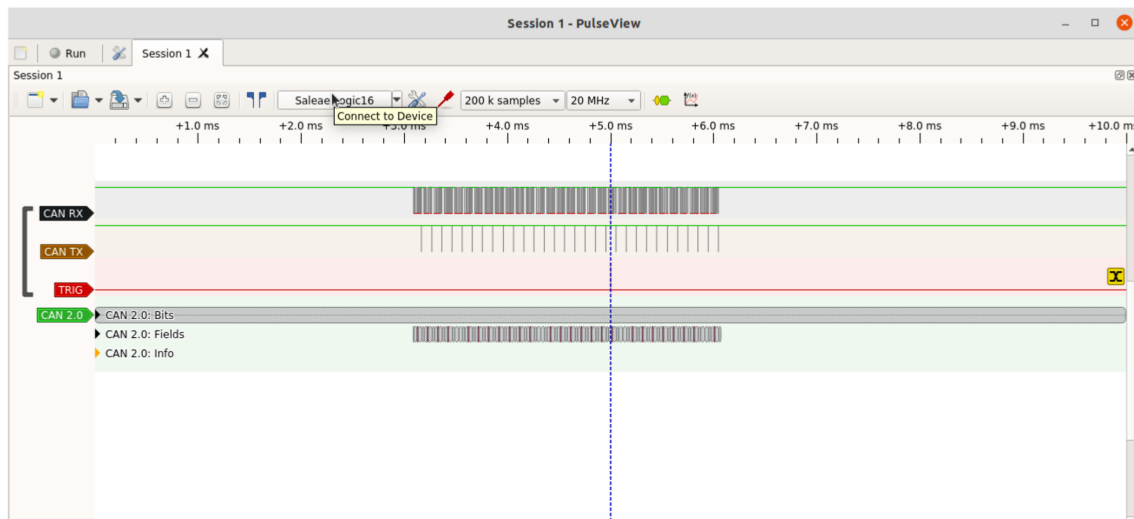 Session 1 - PulseView
Run
Session 1
Session 1
Saleae Logic16
200 k samples
20 MHz
Connect to Device
+1.0 ms +2.0 ms +3.0 ms +4.0 ms +5.0 ms +6.0 ms +7.0 ms +8.0 ms +9.0 ms +10.0 m
CAN RX
CAN TX
TRIG
CAN 2.0 CAN 2.0: Bits
CAN 2.0: Fields
CAN 2.0: Info